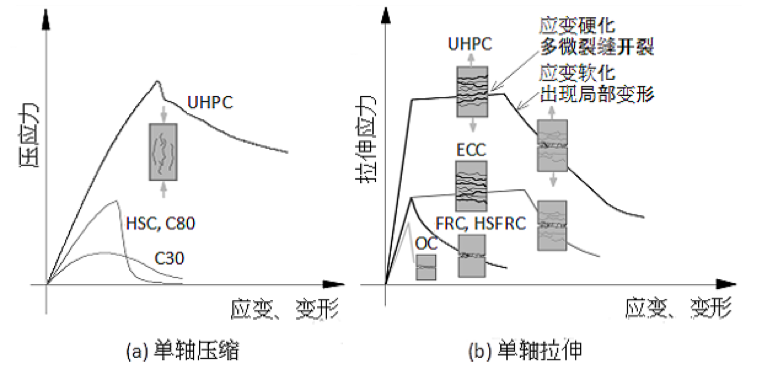 压应力
UHPC
HSC, C80
C30
应变、变形
(a) 单轴压缩
拉伸应力
UHPC
应变硬化
多微裂缝开裂
应变软化
出现局部变形
ECC
FRC, HSFRC
OC
应变、变形
(b) 单轴拉伸